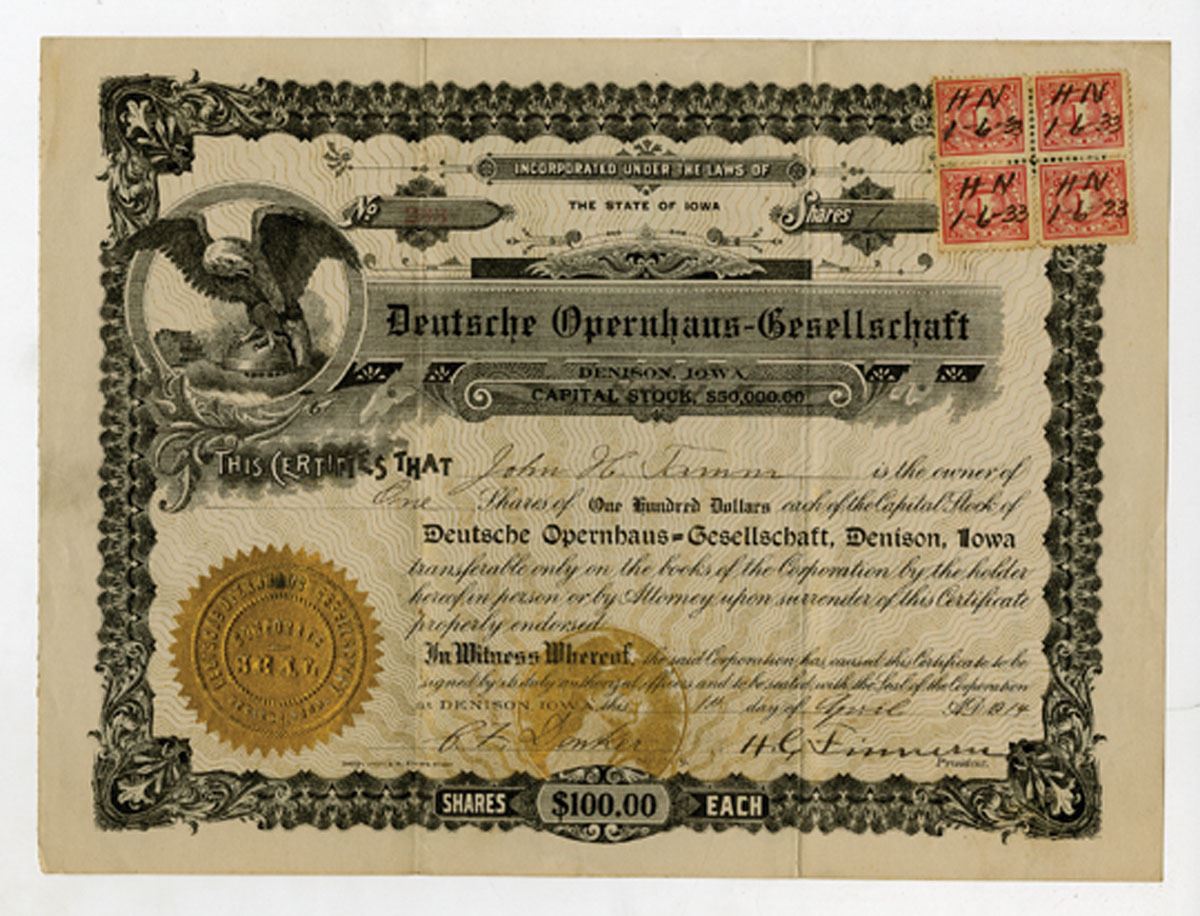 H N H N
1-6-33 1-6-33
H N H N
1-6-33 1-6 33
INCORPORATED UNDER THE LAWS OF
No
THE STATE OF IOWA
Shares 1
Deutsche Opernhaus-Gesellschaft
DENISON, IOWA
CAPITAL STOCK, $50,000.00
THIS CERTIFIES THAT John H Timm is the owner of
One Shares of One Hundred Dollars each of the Capital Stock of
Deutsche Opernhaus=Gesellschaft, Denison, Iowa
transferable only on the books of the Corporation by the holder
hereof in person or by Attorney upon surrender of this Certificate
properly endorsed.
In Witness Whereof, the said Corporation has caused this Certificate to be
signed by its duly authorized officers and to be sealed with the Seal of the Corporation
at DENISON, IOWA this 1st day of April A.D. 1914
CORPORATE
SEAL
H G Finnern
President.
SHARES $100.00 EACH